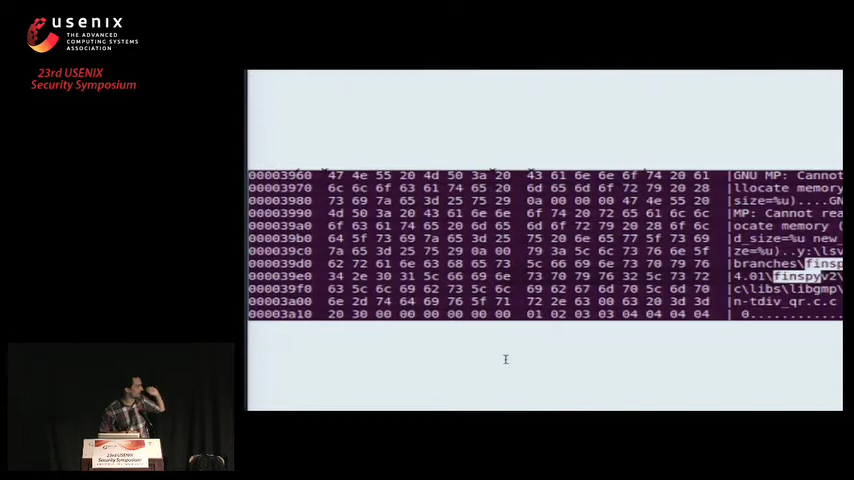 usenix
THE ADVANCED
COMPUTING SYSTEMS
ASSOCIATION
23rd USENIX
Security Symposium
00003960 47 4e 55 20 4d 50 3a 20 43 61 6e 6e 6f 74 20 61 |GNU MP: Cannot
00003970 6c 6c 6f 63 61 74 65 20 6d 65 6d 6f 72 79 20 28 |llocate memory
00003980 73 69 7a 65 3d 25 75 29 0a 00 00 00 47 4e 55 20 |size=%u)....GN
00003990 4d 50 3a 20 43 61 6e 6e 6f 74 20 72 65 61 6c 6c |MP: Cannot rea
000039a0 6f 63 61 74 65 20 6d 65 6d 6f 72 79 20 28 6f 6c |ocate memory (
000039b0 64 5f 73 69 7a 65 3d 25 75 20 6e 65 77 5f 73 69 |d_size=%u new_
000039c0 7a 65 3d 25 75 29 0a 00 79 3a 5c 6c 73 76 6e 5f |ze=%u)..y:\lsv
000039d0 62 72 61 6e 63 68 65 73 5c 66 69 6e 73 70 79 76 |branches\finsp
000039e0 34 2e 30 31 5c 66 69 6e 73 70 79 76 32 5c 73 72 |4.01\finspyv2\
000039f0 63 5c 6c 69 62 73 5c 6c 69 62 67 6d 70 5c 6d 70 |c\libs\libgmp\
00003a00 6e 2d 74 64 69 76 5f 71 72 2e 63 00 63 20 3d 3d |n-tdiv_qr.c.c
00003a10 20 30 00 00 00 00 00 00 01 02 03 03 04 04 04 04 | 0............
23rd USENIX
Security Symposium